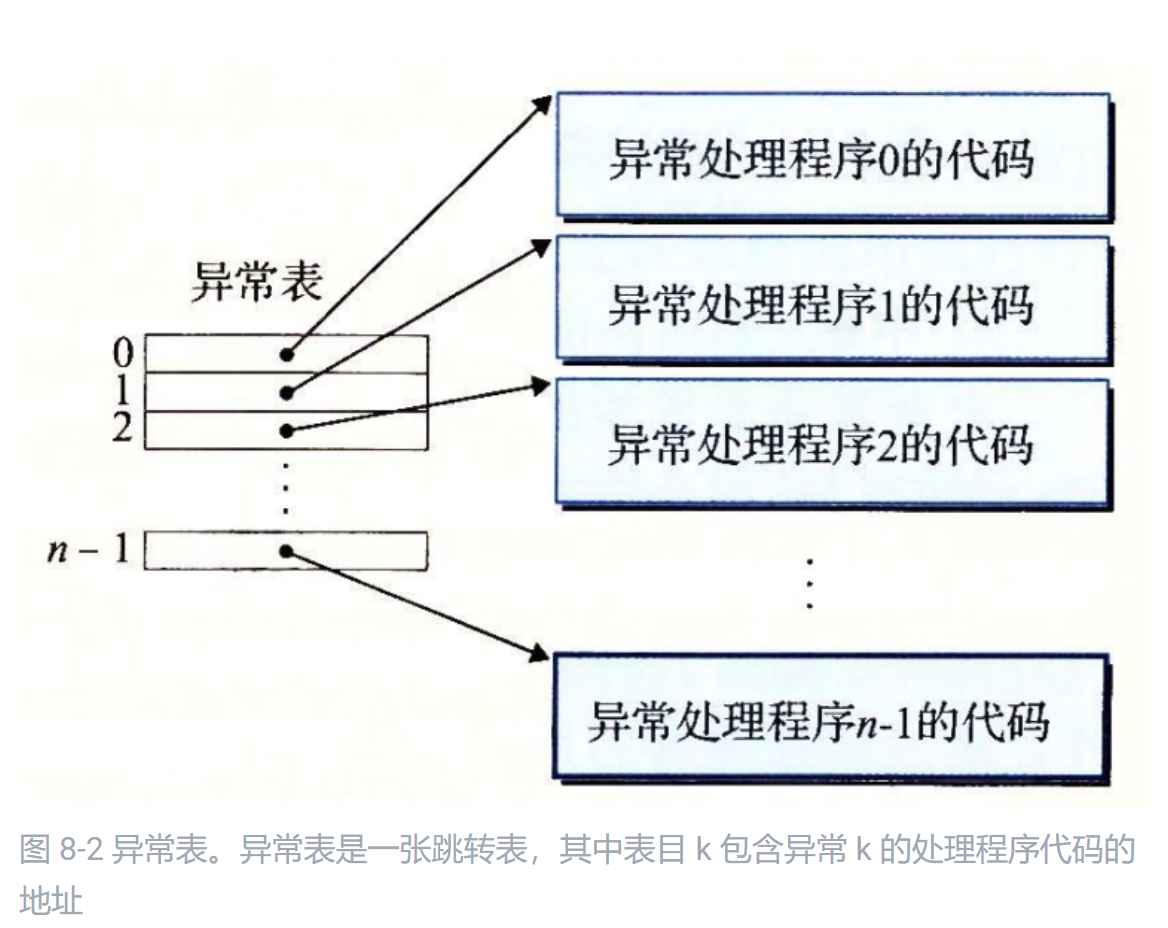 异常处理程序0的代码
异常表
异常处理程序1的代码
0
1
2
异常处理程序2的代码
n – 1
异常处理程序n-1的代码
图 8-2 异常表。异常表是一张跳转表，其中表目 k 包含异常 k 的处理程序代码的
地址